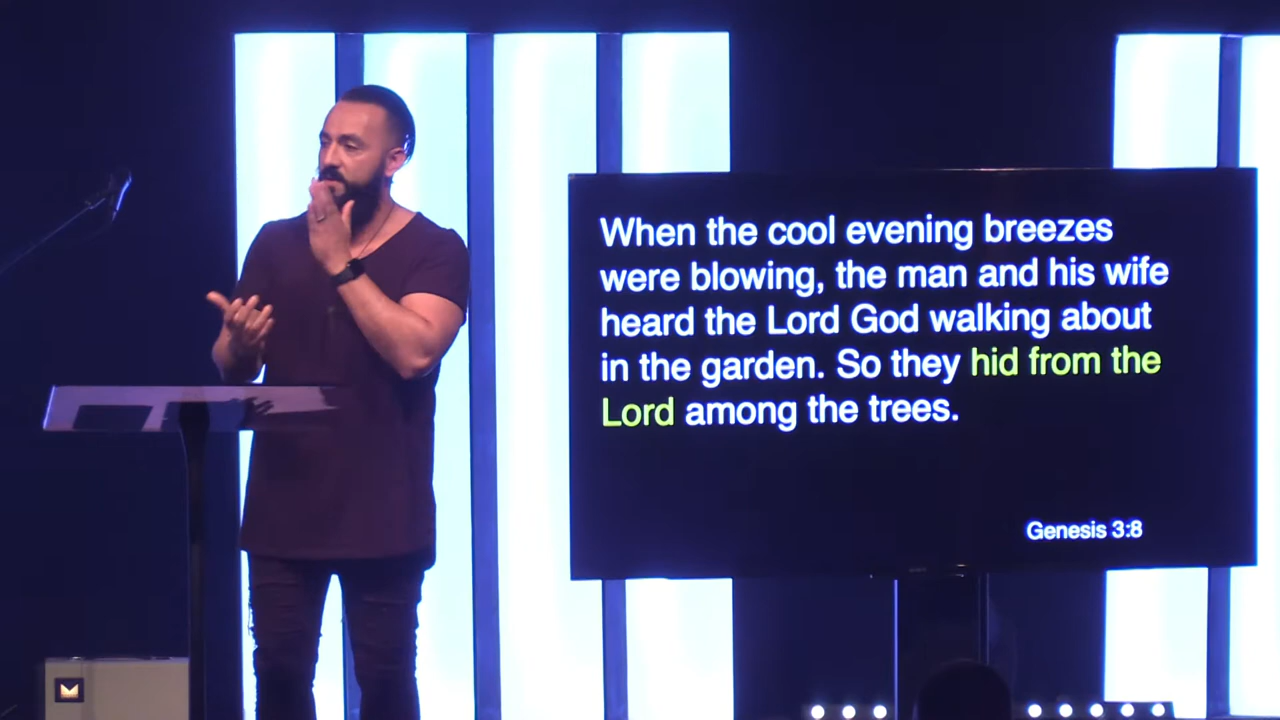 When the cool evening breezes
were blowing, the man and his wife
heard the Lord God walking about
in the garden. So they hid from the
Lord among the trees.
Genesis 3:8